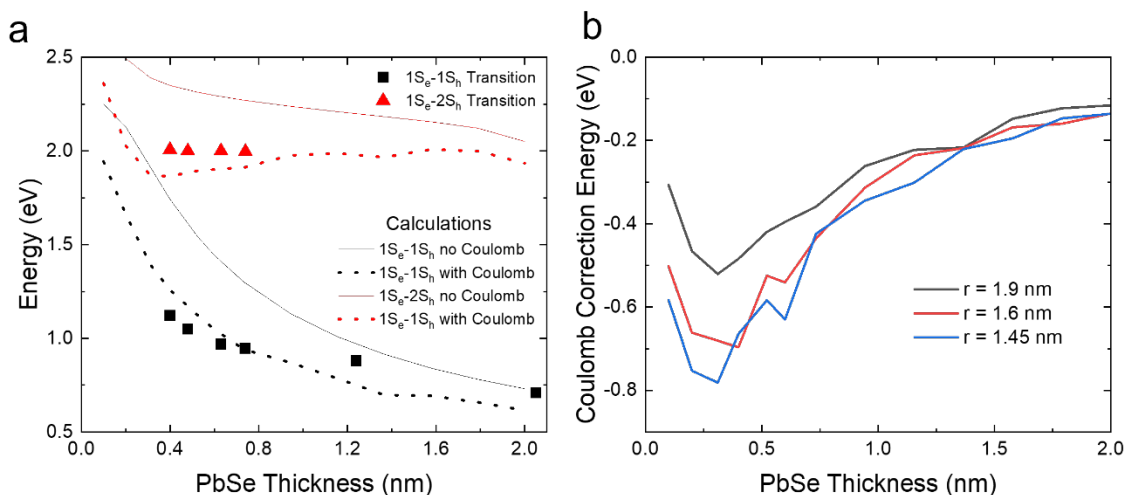 a
2.5
2.0
1.5
1.0
0.5
Energy (eV)
0.0 0.4 0.8 1.2 1.6 2.0
PbSe Thickness (nm)
1Se-1Sh Transition
1Se-2Sh Transition
Calculations
1Se-1Sh no Coulomb
1Se-1Sh with Coulomb
1Se-2Sh no Coulomb
1Se-1Sh with Coulomb
b
0.0
-0.2
-0.4
-0.6
-0.8
Coulomb Correction Energy (eV)
0.0 0.5 1.0 1.5 2.0
PbSe Thickness (nm)
r = 1.9 nm
r = 1.6 nm
r = 1.45 nm